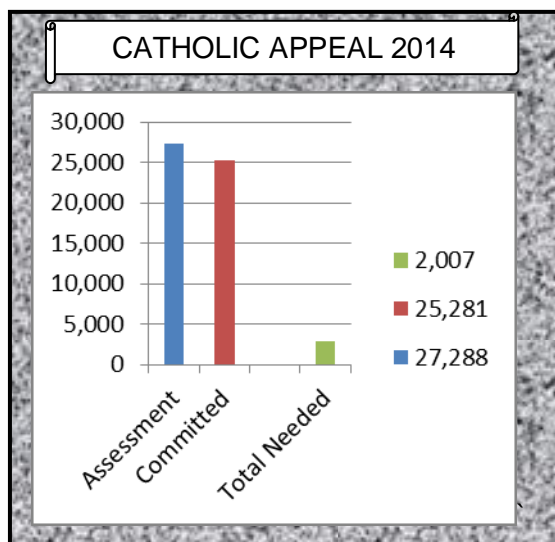 CATHOLIC APPEAL 2014
30,000
25,000
20,000
15,000
10,000
5,000
0
Assessment
Committed
Total Needed
2,007
25,281
27,288